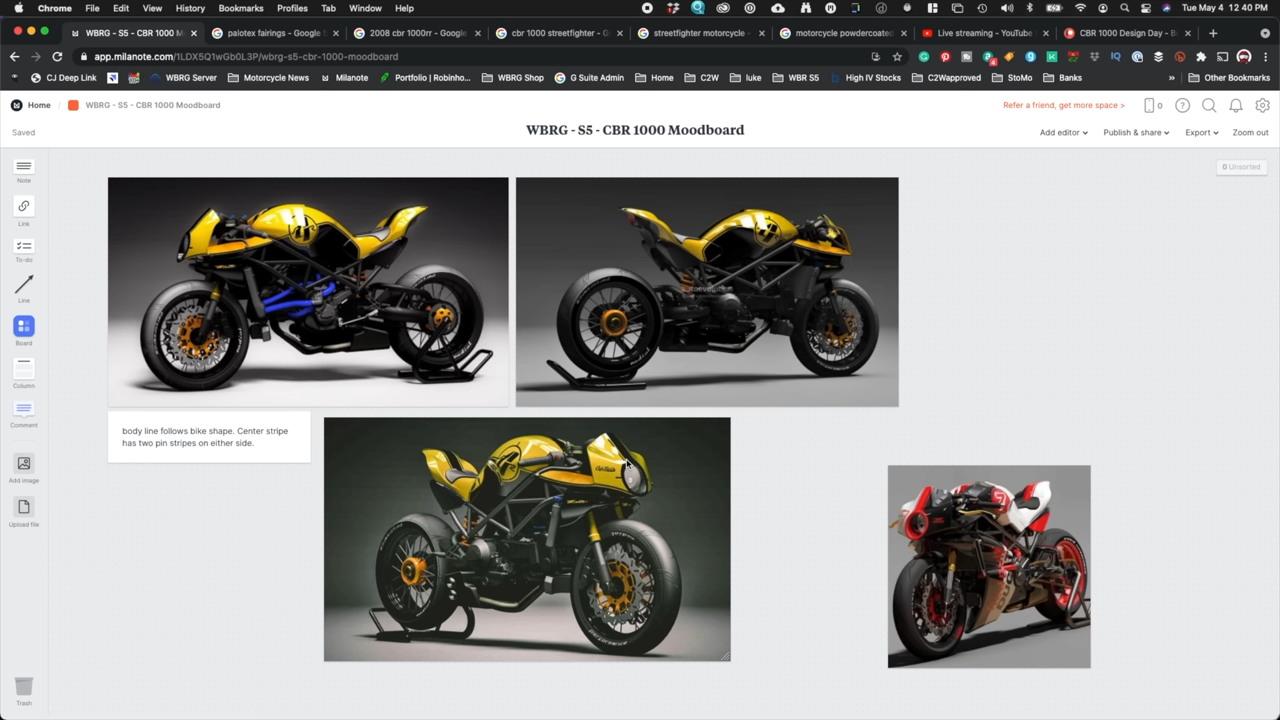 Chrome File Edit View History Bookmarks Profiles Tab Window Help
Tue May 4 12:40 PM
WBRG - S5 - CBR 1000 M
palotex fairings - Google S
2008 cbr 1000rr - Google
cbr 1000 streetfighter - G
streetfighter motorcycle -
motorcycle powdercoated
Live streaming - YouTube
CBR 1000 Design Day - B
app.milanote.com/1LDX5Q1wGb0L3P/wbrg-s5-cbr-1000-moodboard
CJ Deep Link
WBRG Server
Motorcycle News
Milanote
Portfolio | Robinho...
WBRG Shop
G Suite Admin
Home
C2W
luke
WBR S5
High IV Stocks
C2Wapproved
StoMo
Banks
»
Other Bookmarks
Home / WBRG - S5 - CBR 1000 Moodboard
Refer a friend, get more space >
0
Saved
WBRG - S5 - CBR 1000 Moodboard
Add editor
Publish & share
Export
Zoom out
0 Unsorted
Note
Link
To-do
Line
Board
Column
Comment
Add image
Upload file
Trash
body line follows bike shape. Center stripe
has two pin stripes on either side.